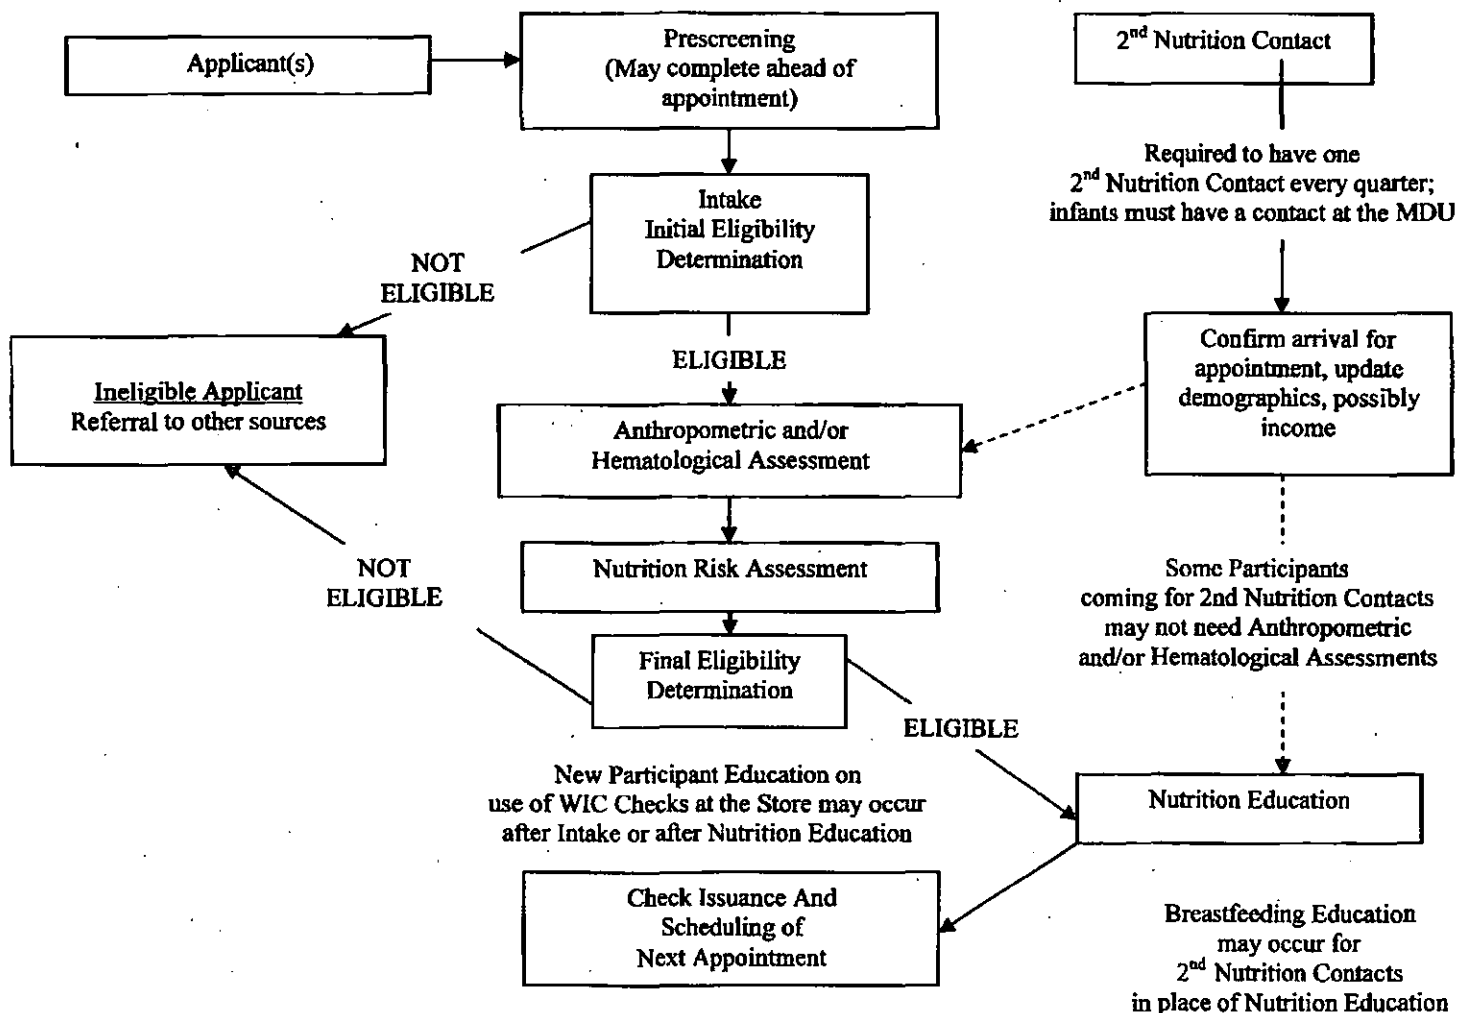 Applicant(s)
Prescreening
(May complete ahead of
appointment)
2nd Nutrition Contact
Required to have one
2nd Nutrition Contact every quarter;
infants must have a contact at the MDU
Intake
Initial Eligibility
Determination
NOT
ELIGIBLE
ELIGIBLE
Ineligible Applicant
Referral to other sources
Confirm arrival for
appointment, update
demographics, possibly
income
Anthropometric and/or
Hematological Assessment
Nutrition Risk Assessment
NOT
ELIGIBLE
Some Participants
coming for 2nd Nutrition Contacts
may not need Anthropometric
and/or Hematological Assessments
Final Eligibility
Determination
ELIGIBLE
New Participant Education on
use of WIC Checks at the Store may occur
after Intake or after Nutrition Education
Nutrition Education
Check Issuance And
Scheduling of
Next Appointment
Breastfeeding Education
may occur for
2nd Nutrition Contacts
in place of Nutrition Education